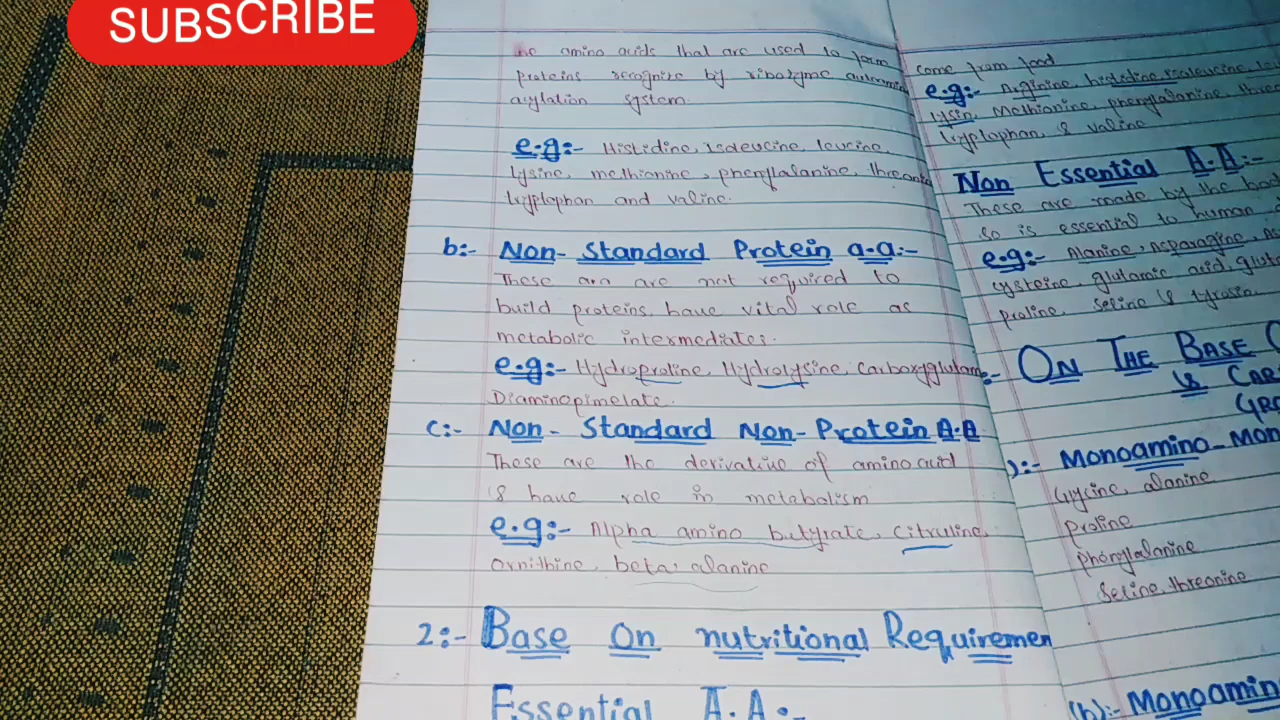 SUBSCRIBE
amino acids that are used to form
proteins recognize by ribozyme
acylation system.
e.g:- Histidine, isoleucine, leucine,
lysine, methionine, phenylalanine,
tryptophan and valine.
b:- Non-Standard Protein a-a:-
These a.a are not required to
build proteins, have vital role as
metabolic intermediates.
e.g:- Hydroproline, Hydrolysine,
Diaminopimelate.
c:- Non-Standard Non-Protein A.A
These are the derivative of amino acid
& have role in metabolism
e.g:- Alpha amino butyrate, Citruline,
ornithine, beta alanine
2:- Base On nutritional Requiremen
Essential A.A:-
come from food
e.g:- Arginine, histidine, isoleucine,
lysin, Methionine, phenylalanine,
tryptophan, & valine
Non Essential A.A:-
These are made by the
so is essential to human
e.g:- Alanine, Asparagine,
cysteine, glutamic acid,
proline, Seline & tyrosin.
:- ON THE BASE
&
):- Monoamino-Mon
Glycine, alanine
proline
phenylalanine
Seline, threonine
(b):- Monoamin